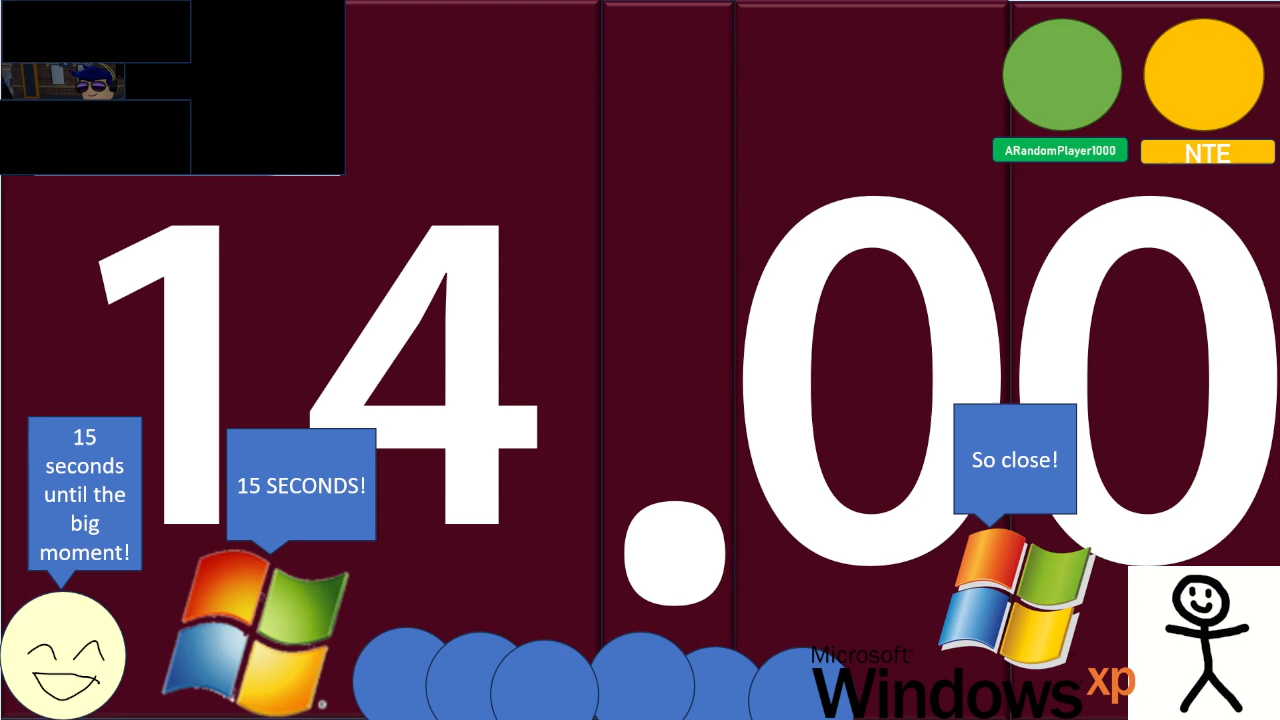 ARandomPlayer1000
NTE
14.00
15
seconds
until the
big
moment!
15 SECONDS!
So close!
Microsoft
Windows xp